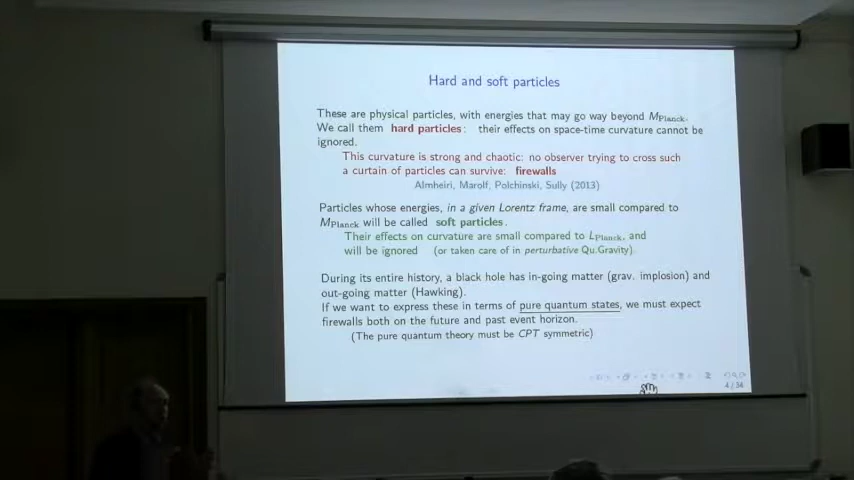 Hard and soft particles
These are physical particles, with energies that may go way beyond MPlanck.
We call them hard particles: their effects on space-time curvature cannot be
ignored.
This curvature is strong and chaotic: no observer trying to cross such
a curtain of particles can survive: firewalls
Almheiri, Marolf, Polchinski, Sully (2013)
Particles whose energies, in a given Lorentz frame, are small compared to
MPlanck will be called soft particles.
Their effects on curvature are small compared to LPlanck, and
will be ignored (or taken care of in perturbative Qu.Gravity).
During its entire history, a black hole has in-going matter (grav. implosion) and
out-going matter (Hawking).
If we want to express these in terms of pure quantum states, we must expect
firewalls both on the future and past event horizon.
(The pure quantum theory must be CPT symmetric)
4 / 34